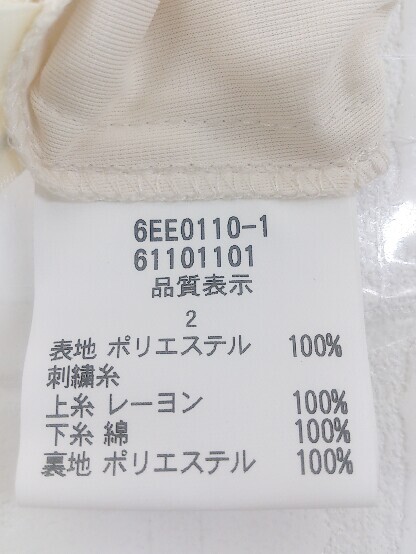 6EE0110-1
61101101
品質表示
2
表地 ポリエステル 100%
刺繍糸
上糸 レーヨン 100%
下糸 綿 100%
裏地 ポリエステル 100%